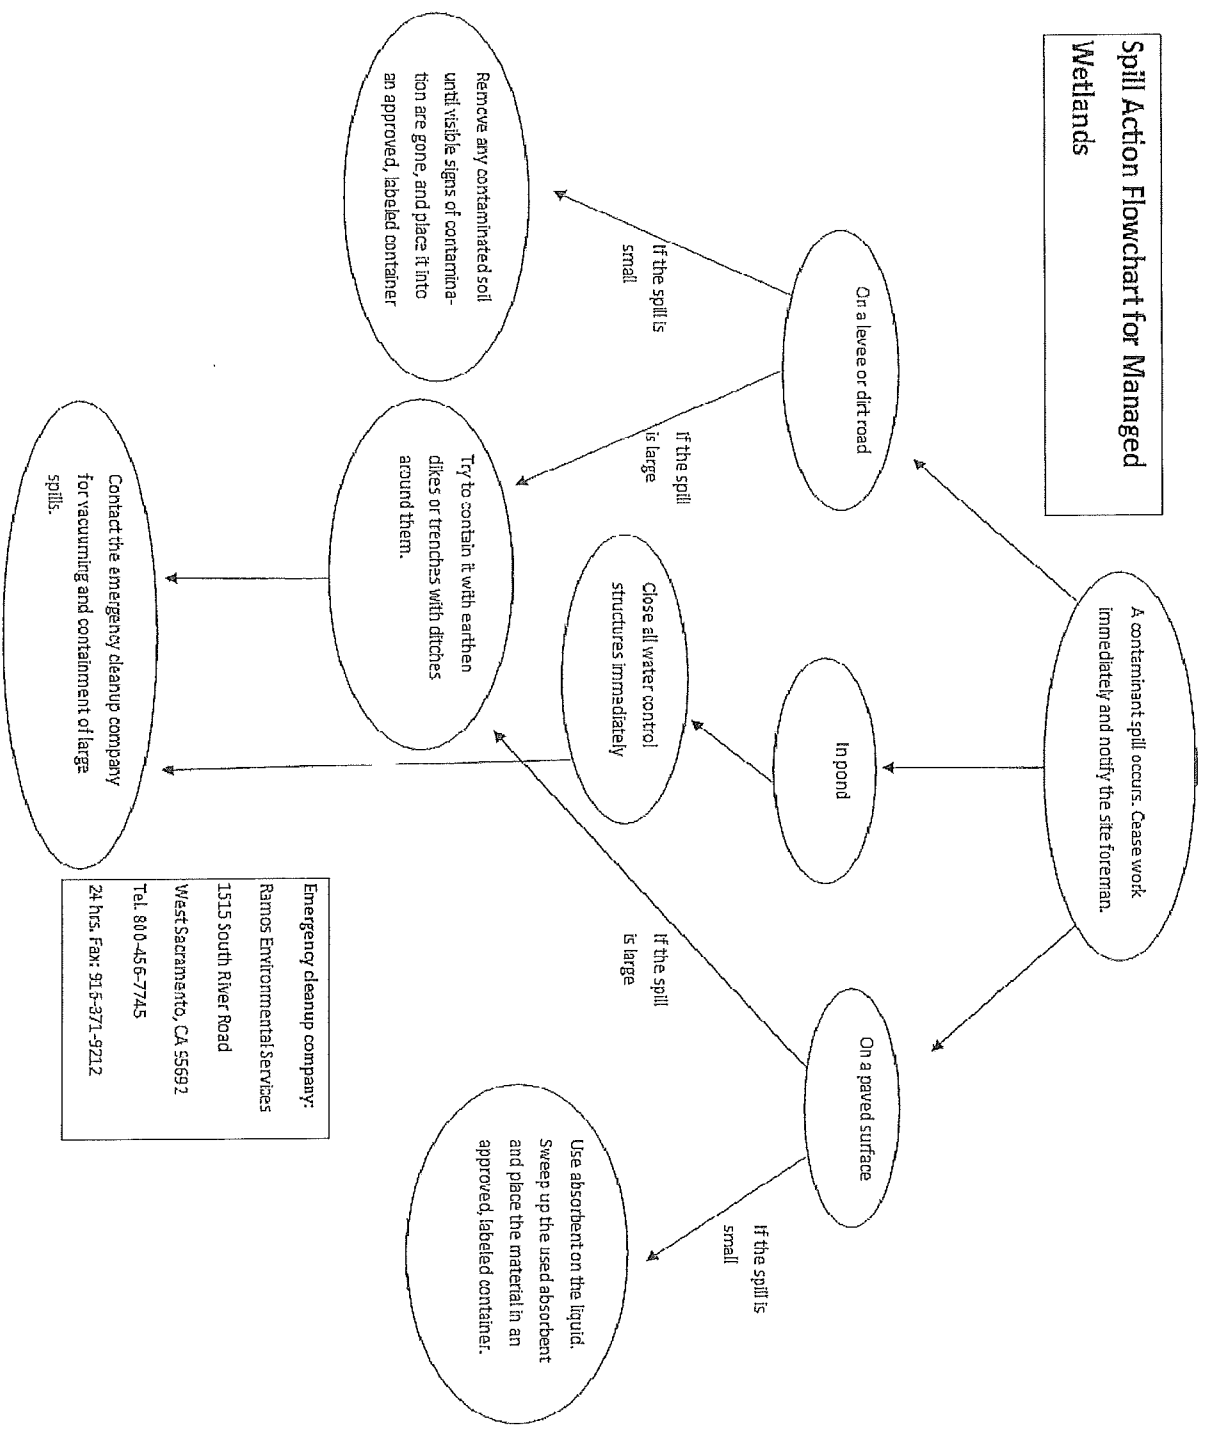 Spill Action Flowchart for Managed
Wetlands
A contaminant spill occurs. Cease work
immediately and notify the site foreman.
On a levee or dirt road
In pond
On a paved surface
If the spill is
small
If the spill
is large
Close all water control
structures immediately
If the spill
is large
If the spill is
small
Remove any contaminated soil
until visible signs of contamina-
tion are gone, and place it into
an approved, labeled container
Try to contain it with earthen
dikes or trenches with ditches
around them.
Use absorbent on the liquid.
Sweep up the used absorbent
and place the material in an
approved, labeled container.
Contact the emergency cleanup company
for vacuuming and containment of large
spills.
Emergency cleanup company:
Ramos Environmental Services
1515 South River Road
West Sacramento, CA 95692
Tel. 800-456-7745
24 hrs. Fax: 916-371-9212